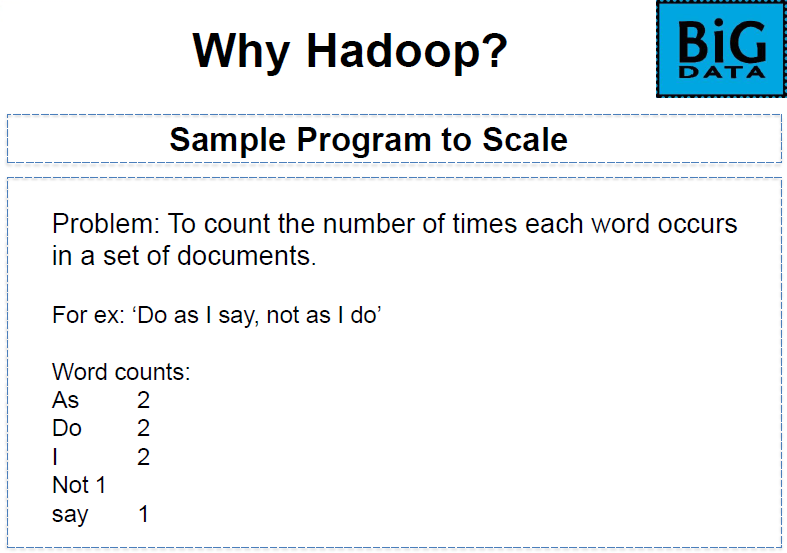 Why Hadoop?
BiG
DATA
Sample Program to Scale
Problem: To count the number of times each word occurs
in a set of documents.
For ex: ‘Do as I say, not as I do’
Word counts:
As 2
Do 2
I 2
Not 1
say 1